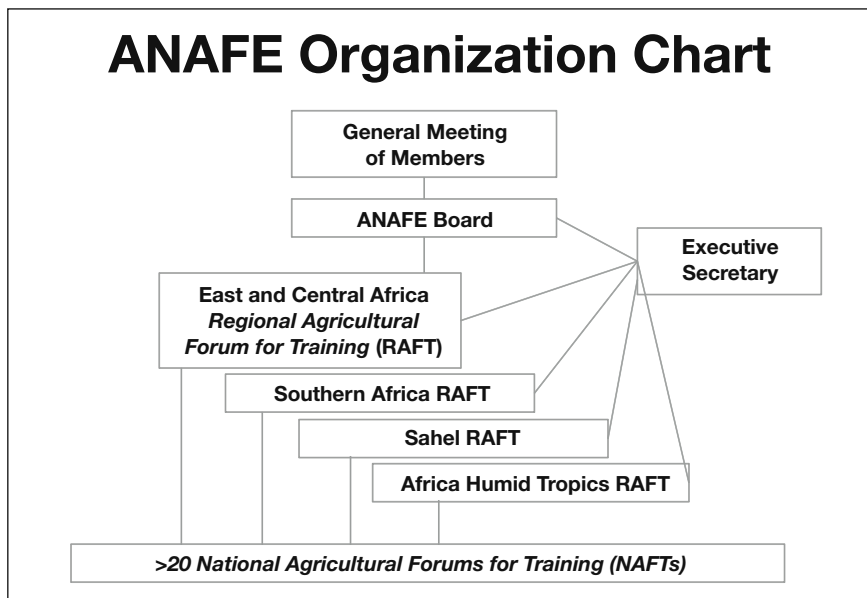 ANAFE Organization Chart
General Meeting
of Members
ANAFE Board
Executive
Secretary
East and Central Africa
Regional Agricultural
Forum for Training (RAFT)
Southern Africa RAFT
Sahel RAFT
Africa Humid Tropics RAFT
>20 National Agricultural Forums for Training (NAFTs)